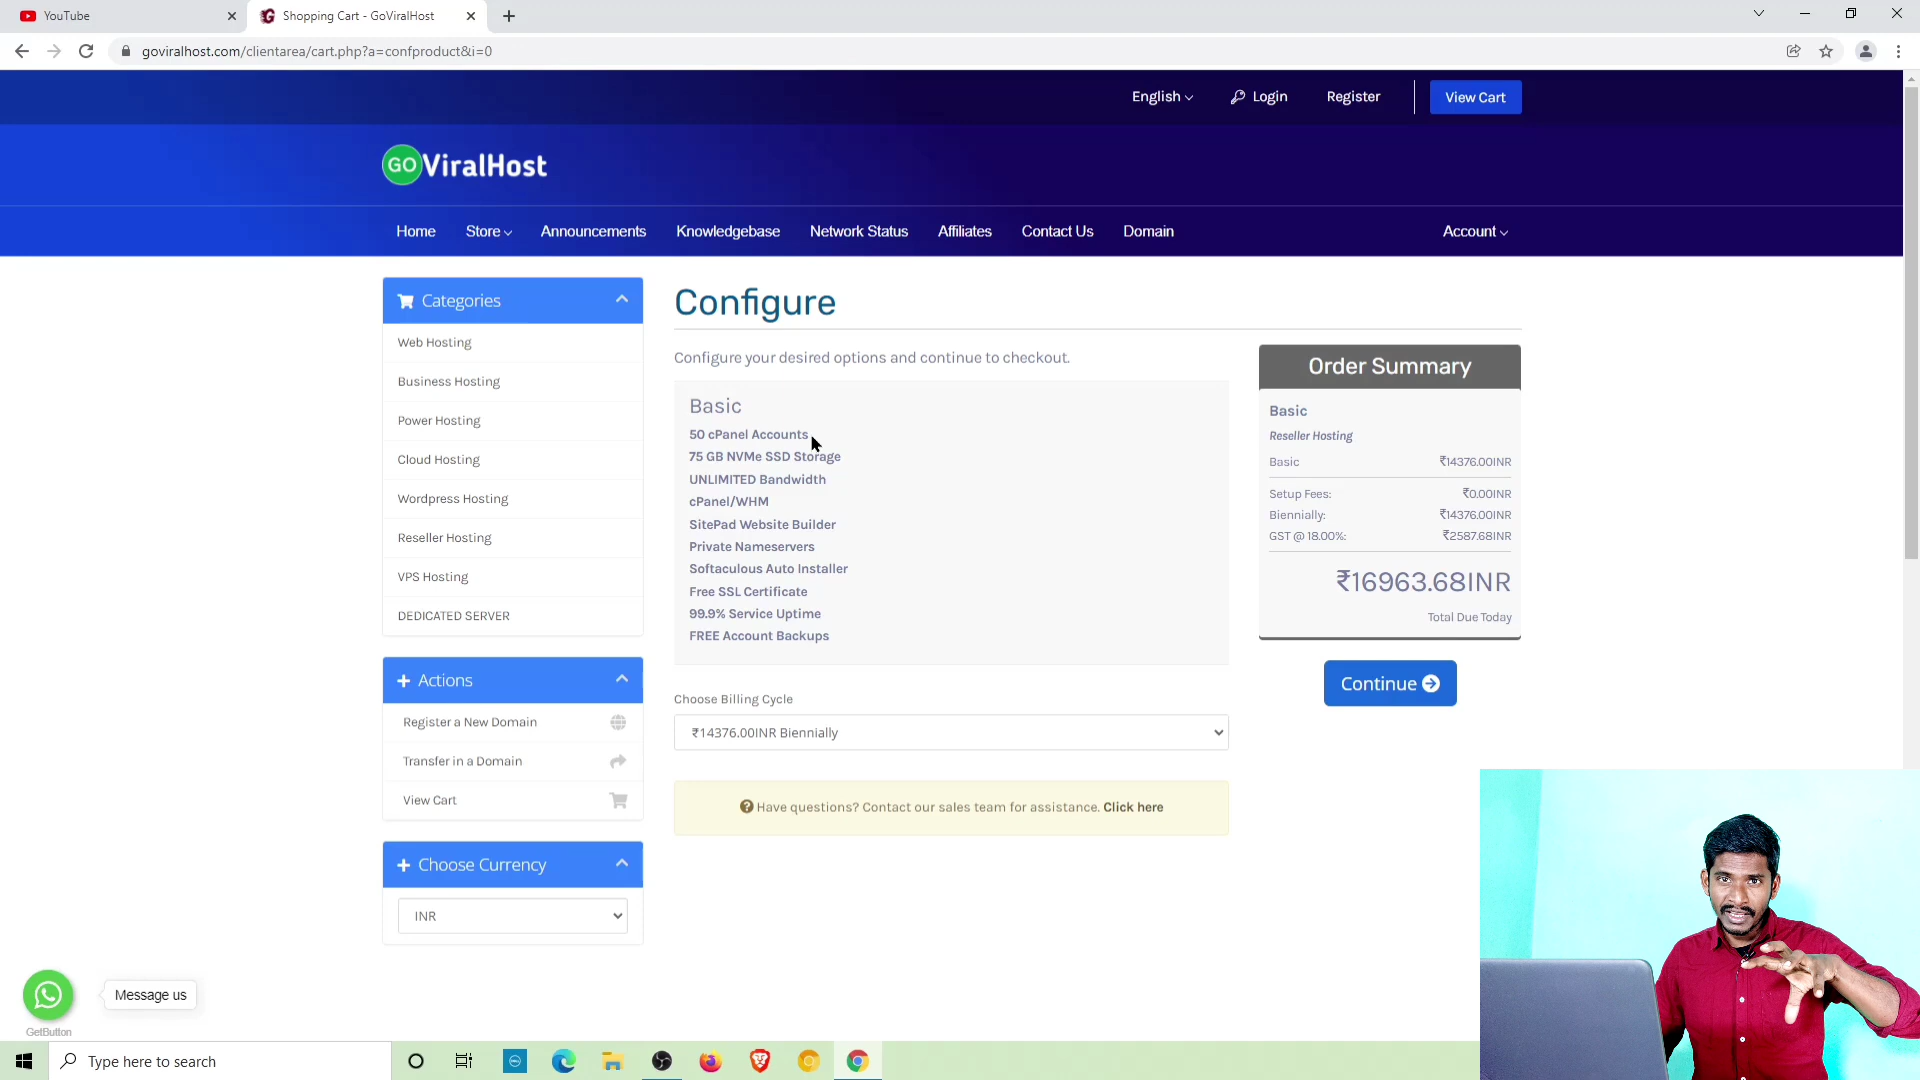 YouTube
Shopping Cart - GoViralHost
goviralhost.com/clientarea/cart.php?a=confproduct&i=0
English
Login
Register
View Cart
GO ViralHost
Home
Store
Announcements
Knowledgebase
Network Status
Affiliates
Contact Us
Domain
Account
Categories
Web Hosting
Business Hosting
Power Hosting
Cloud Hosting
Wordpress Hosting
Reseller Hosting
VPS Hosting
DEDICATED SERVER
Actions
Register a New Domain
Transfer in a Domain
View Cart
Choose Currency
INR
Configure
Configure your desired options and continue to checkout.
Basic
50 cPanel Accounts
75 GB NVMe SSD Storage
UNLIMITED Bandwidth
cPanel/WHM
SitePad Website Builder
Private Nameservers
Softaculous Auto Installer
Free SSL Certificate
99.9% Service Uptime
FREE Account Backups
Choose Billing Cycle
₹14376.00INR Biennially
Have questions? Contact our sales team for assistance. Click here
Order Summary
Basic
Reseller Hosting
Basic ₹14376.00INR
Setup Fees: ₹0.00INR
Biennially: ₹14376.00INR
GST @ 18.00%: ₹2587.68INR
₹16963.68INR
Total Due Today
Continue
Message us
GetButton
Type here to search